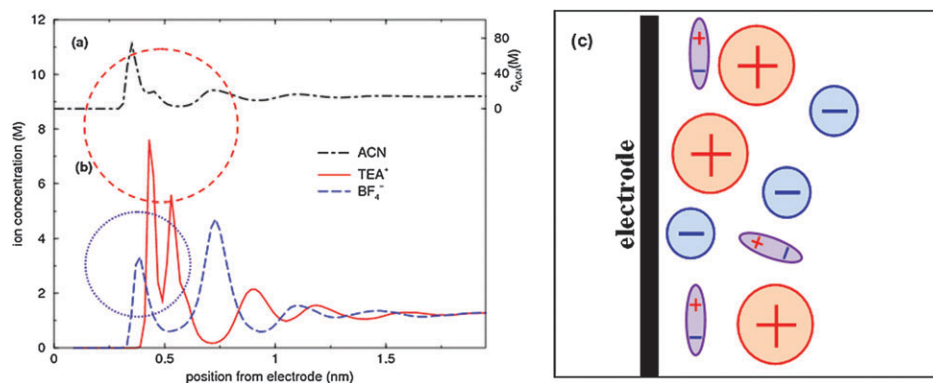 (a)
(b)
12
10
8
6
4
2
0
ion concentration (M)
80
40
0
c_ACN(M)
ACN
TEA⁺
BF₄⁻
0
0.5
1
1.5
position from electrode (nm)
(c)
electrode
+
−
+
−
+
−
−
+
−
+
−
+